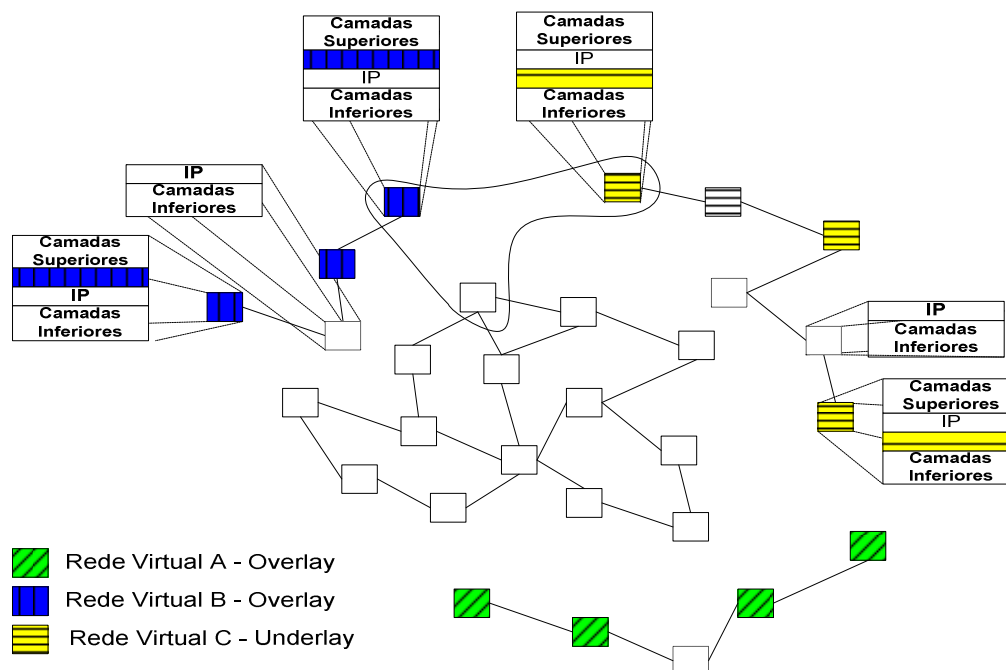 Camadas
Superiores
IP
Camadas
Inferiores
Camadas
Superiores
IP
Camadas
Inferiores
IP
Camadas
Inferiores
Camadas
Superiores
IP
Camadas
Inferiores
IP
Camadas
Inferiores
Camadas
Superiores
IP
Camadas
Inferiores
Rede Virtual A - Overlay
Rede Virtual B - Overlay
Rede Virtual C - Underlay